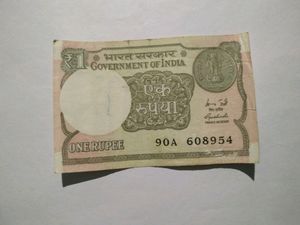 ₹1 भारत सरकार
GOVERNMENT OF INDIA
एक
रुपया
ONE RUPEE
90A 608954